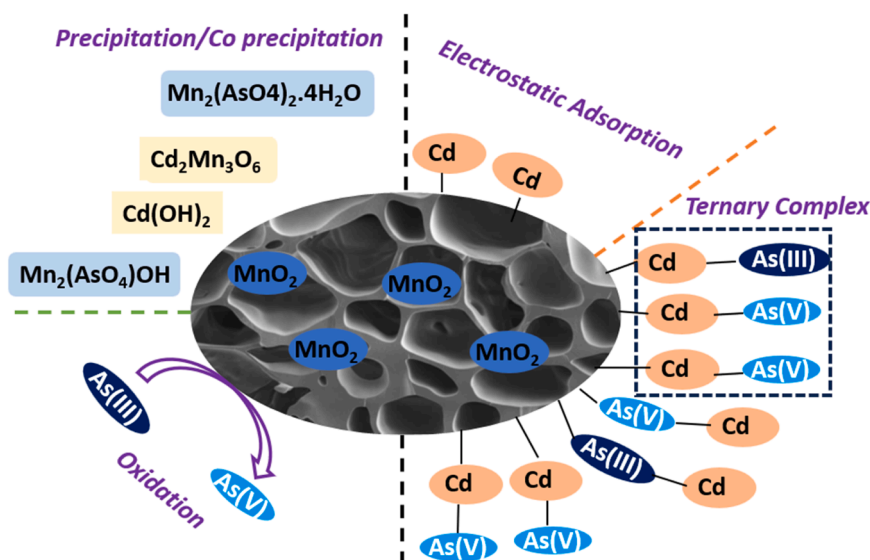 Precipitation/Co precipitation
Mn₂(AsO4)₂.4H₂O
Cd₂Mn₃O₆
Cd(OH)₂
Mn₂(AsO₄)OH
Electrostatic Adsorption
Cd
Cd
Ternary Complex
Cd As(III)
Cd As(V)
Cd As(V)
MnO₂
MnO₂
MnO₂
MnO₂
As(III)
Oxidation
As(V)
As(V) Cd
As(III) Cd
Cd
Cd
As(V)
As(V)